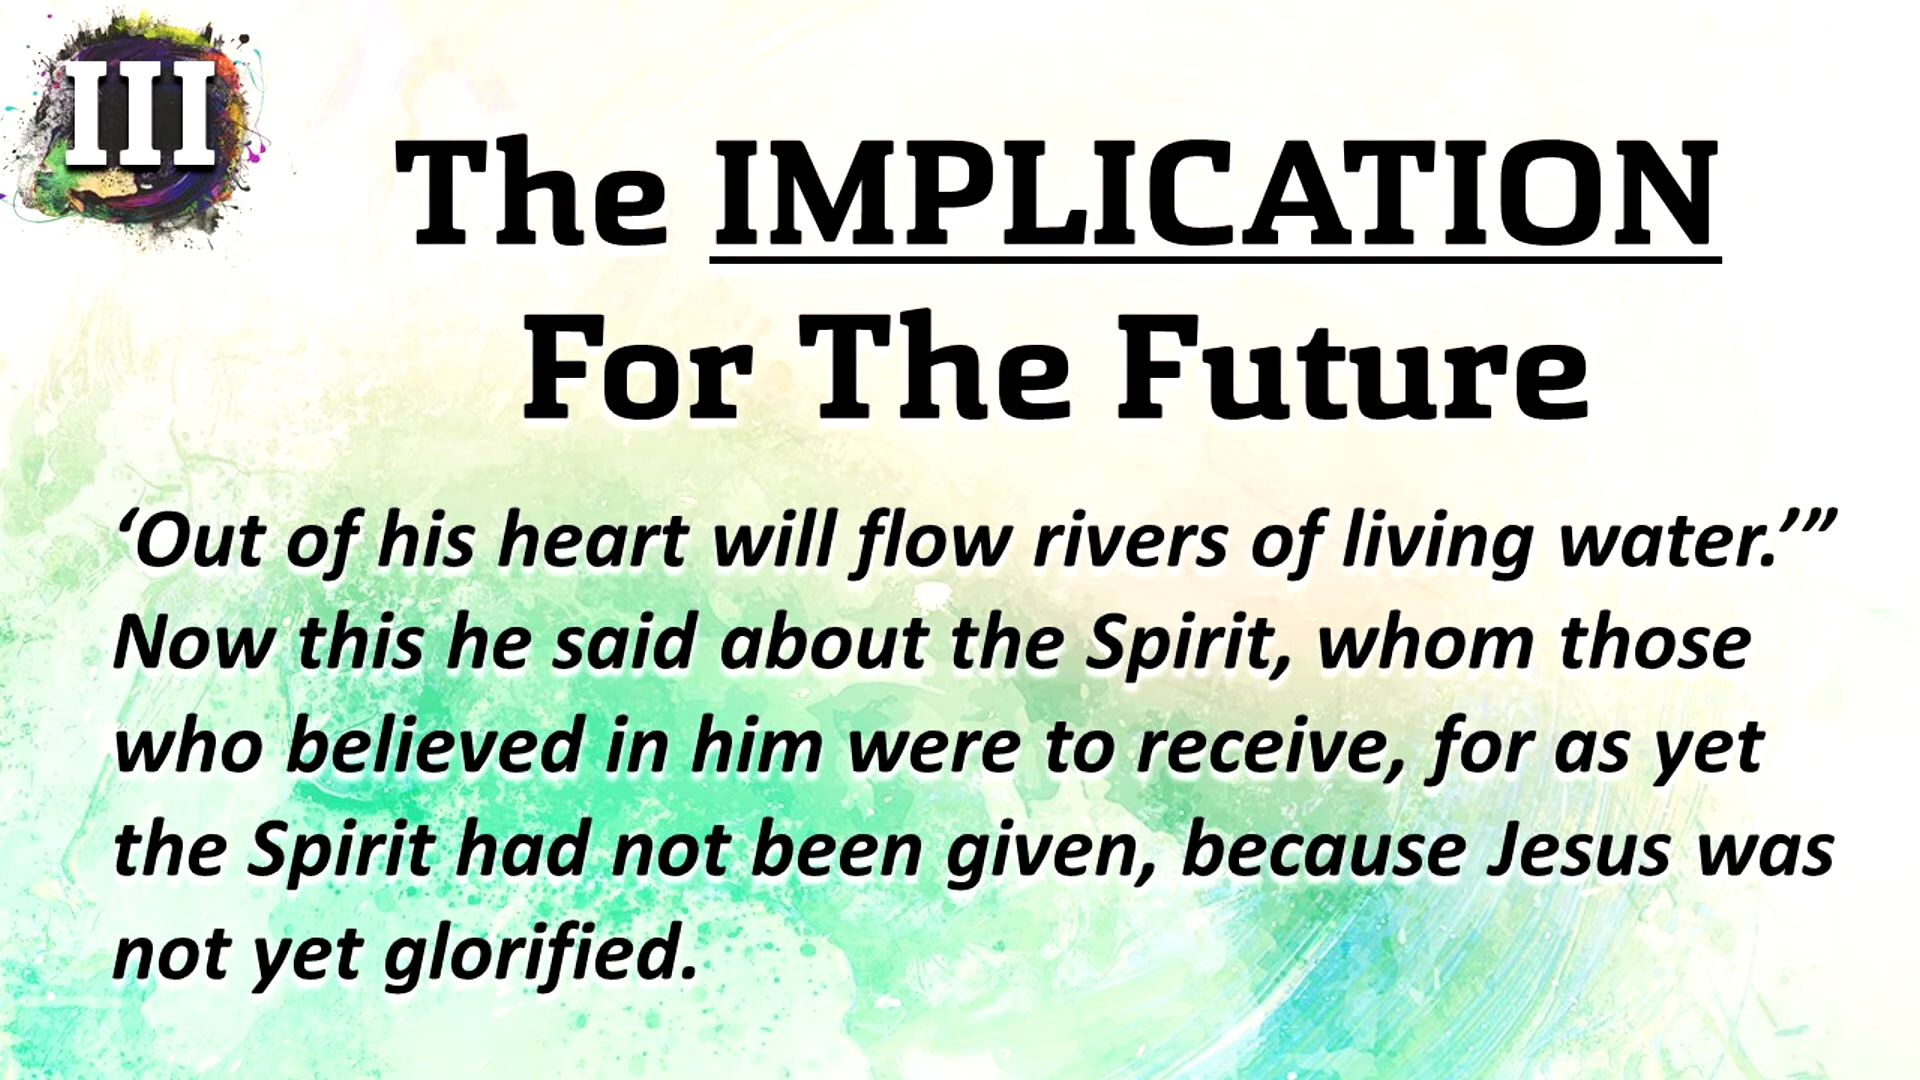 III
The IMPLICATION
For The Future
‘Out of his heart will flow rivers of living water.’”
Now this he said about the Spirit, whom those
who believed in him were to receive, for as yet
the Spirit had not been given, because Jesus was
not yet glorified.